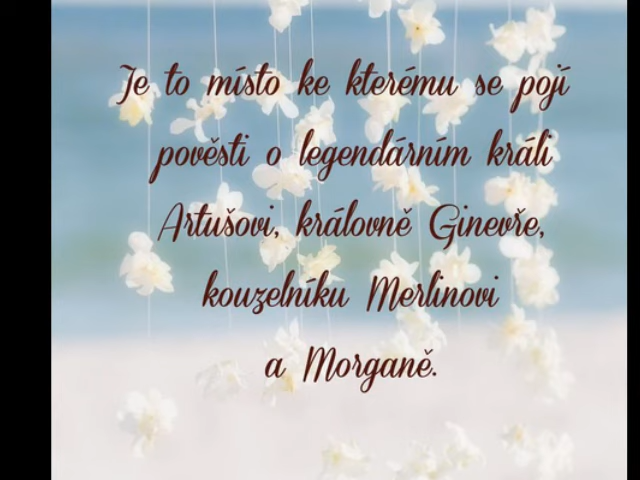 Je to místo ke kterému se pojí
pověsti o legendárním králi
Artušovi, královně Ginevře,
kouzelníku Merlinovi
a Morganě.